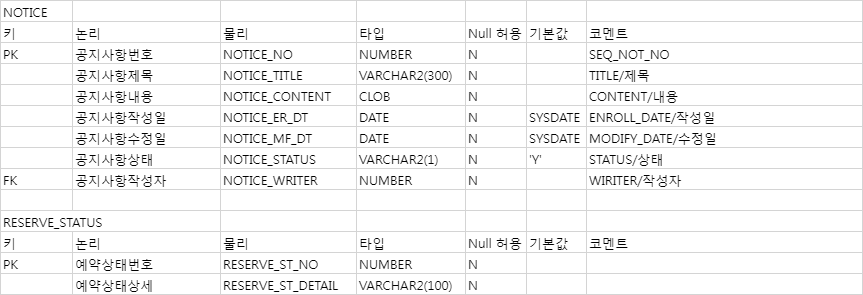 NOTICE
키 논리 물리 타입 Null 허용 기본값 코멘트
PK 공지사항번호 NOTICE_NO NUMBER N SEQ_NOT_NO
공지사항제목 NOTICE_TITLE VARCHAR2(300) N TITLE/제목
공지사항내용 NOTICE_CONTENT CLOB N CONTENT/내용
공지사항작성일 NOTICE_ER_DT DATE N SYSDATE ENROLL_DATE/작성일
공지사항수정일 NOTICE_MF_DT DATE N SYSDATE MODIFY_DATE/수정일
공지사항상태 NOTICE_STATUS VARCHAR2(1) N 'Y' STATUS/상태
FK 공지사항작성자 NOTICE_WRITER NUMBER N WIRITER/작성자
RESERVE_STATUS
키 논리 물리 타입 Null 허용 기본값 코멘트
PK 예약상태번호 RESERVE_ST_NO NUMBER N
예약상태상세 RESERVE_ST_DETAIL VARCHAR2(100) N